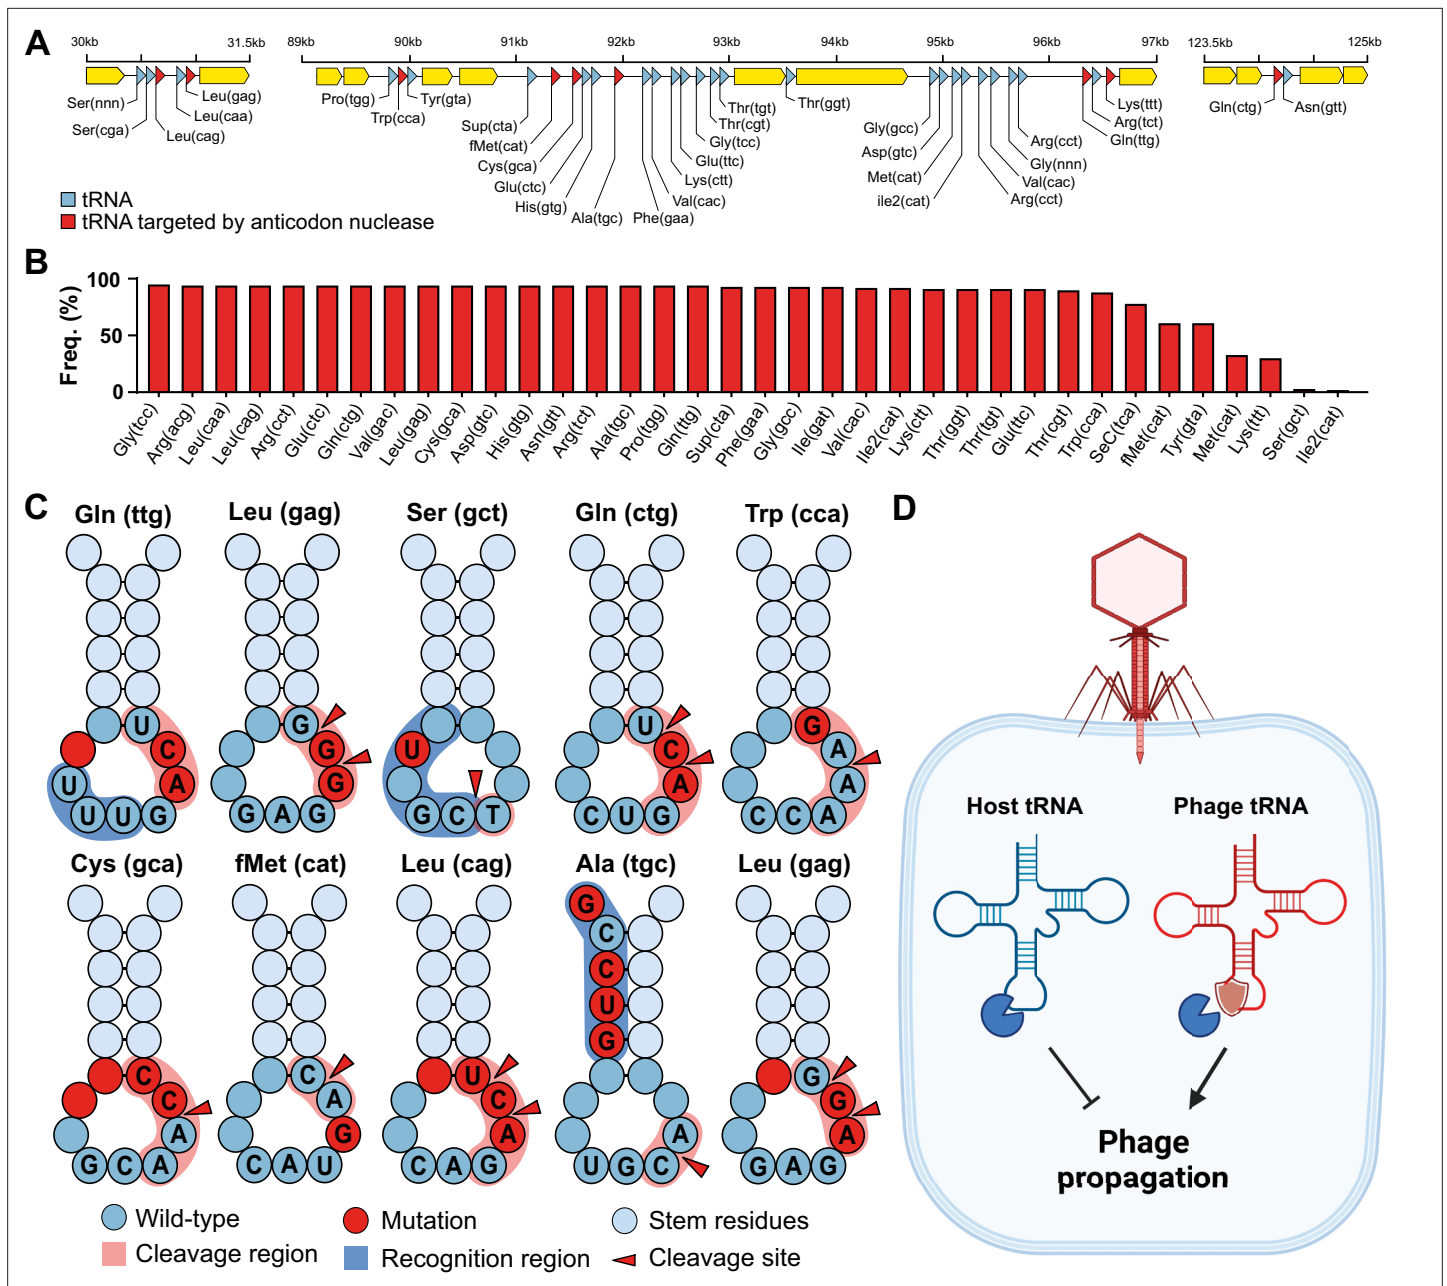 A
30kb 31.5kb 89kb 90kb 91kb 92kb 93kb 94kb 95kb 96kb 97kb 123.5kb 125kb
Ser(nnn)
Ser(cga)
Leu(cag)
Leu(caa)
Leu(gag)
Pro(tgg)
Trp(cca)
Tyr(gta)
Sup(cta)
fMet(cat)
Cys(gca)
Glu(ctc)
His(gtg)
Ala(tgc)
Phe(gaa)
Val(cac)
Lys(ctt)
Glu(ttc)
Gly(tcc)
Thr(cgt)
Thr(tgt)
Thr(ggt)
Gly(gcc)
Asp(gtc)
Met(cat)
ile2(cat)
Arg(cct)
Val(cac)
Gly(nnn)
Arg(cct)
Gln(ttg)
Arg(tct)
Lys(ttt)
Gln(ctg)
Asn(gtt)
tRNA
tRNA targeted by anticodon nuclease
B
Freq. (%)
100
50
0
Gly(tcc)
Arg(acg)
Leu(caa)
Leu(cag)
Arg(cct)
Glu(ctc)
Gln(ctg)
Val(gac)
Leu(gag)
Cys(gca)
Asp(gtc)
His(gtg)
Asn(gtt)
Arg(tct)
Ala(tgc)
Pro(tgg)
Gln(ttg)
Sup(cta)
Phe(gaa)
Gly(gcc)
Ile(gat)
Val(cac)
Ile2(cat)
Lys(ctt)
Thr(ggt)
Thr(tgt)
Glu(ttc)
Thr(cgt)
Trp(cca)
SeC(tca)
fMet(cat)
Tyr(gta)
Met(cat)
Lys(ttt)
Ser(gct)
Ile2(cat)
C
Gln (ttg) Leu (gag) Ser (gct) Gln (ctg) Trp (cca)
U
C
U A
U U G
G
G
G
G A G
U
G C T
U
C
A
C U G
G
A
A
C C A
Cys (gca) fMet (cat) Leu (cag) Ala (tgc) Leu (gag)
C
C
A
G C A
C
A
G
C A U
U
C
A
C A G
G
C
C
U
G
A
U G C
G
G
A
G A G
Wild-type Mutation Stem residues
Cleavage region Recognition region Cleavage site
D
Host tRNA Phage tRNA
Phage
propagation